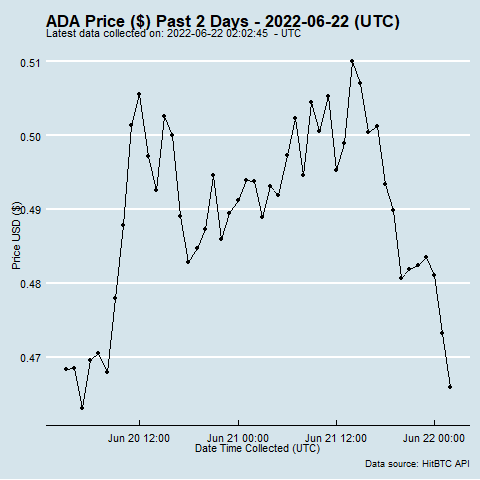 ADA Price ($) Past 2 Days - 2022-06-22 (UTC)
Latest data collected on: 2022-06-22 02:02:45 - UTC
0.51
0.50
0.49
0.48
0.47
Price USD ($)
Jun 20 12:00 Jun 21 00:00 Jun 21 12:00 Jun 22 00:00
Date Time Collected (UTC)
Data source: HitBTC API